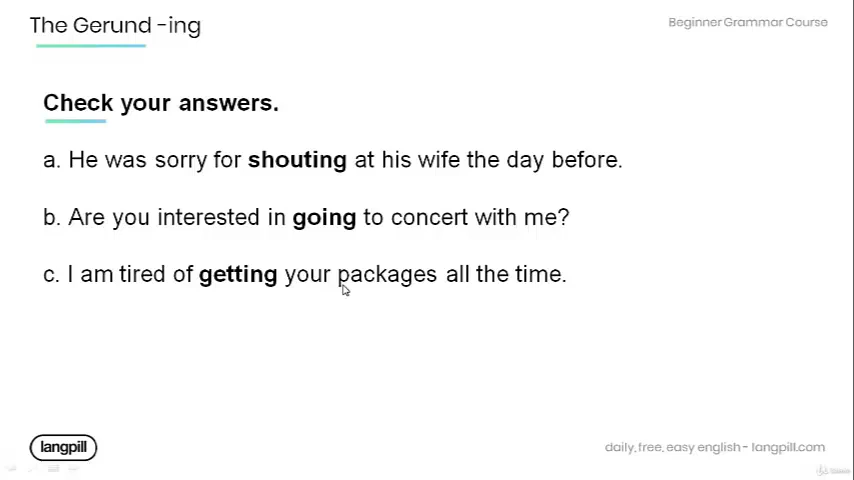 The Gerund -ing
Beginner Grammar Course
Check your answers.
a. He was sorry for shouting at his wife the day before.
b. Are you interested in going to concert with me?
c. I am tired of getting your packages all the time.
langpill
daily, free, easy english - langpill.com